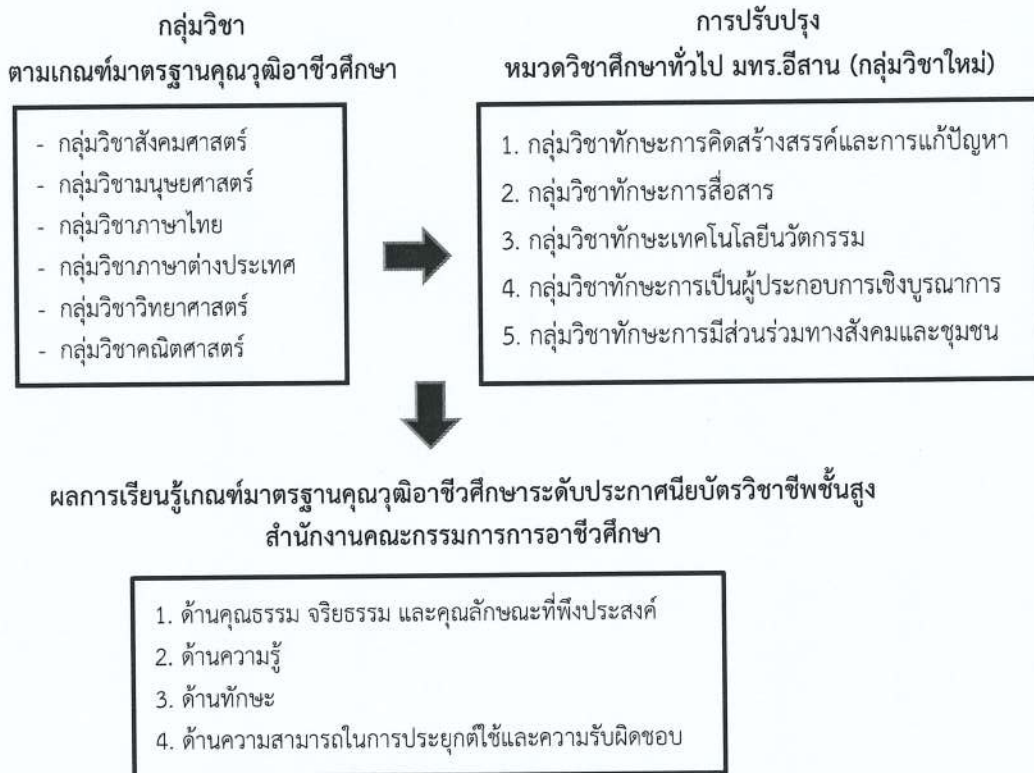 กลุ่มวิชา
ตามเกณฑ์มาตรฐานคุณวุฒิอาชีวศึกษา
- กลุ่มวิชาสังคมศาสตร์
- กลุ่มวิชามนุษยศาสตร์
- กลุ่มวิชาภาษาไทย
- กลุ่มวิชาภาษาต่างประเทศ
- กลุ่มวิชาวิทยาศาสตร์
- กลุ่มวิชาคณิตศาสตร์
การปรับปรุง
หมวดวิชาศึกษาทั่วไป มทร.อีสาน (กลุ่มวิชาใหม่)
1. กลุ่มวิชาทักษะการคิดสร้างสรรค์และการแก้ปัญหา
2. กลุ่มวิชาทักษะการสื่อสาร
3. กลุ่มวิชาทักษะเทคโนโลยีนวัตกรรม
4. กลุ่มวิชาทักษะการเป็นผู้ประกอบการเชิงบูรณาการ
5. กลุ่มวิชาทักษะการมีส่วนร่วมทางสังคมและชุมชน
ผลการเรียนรู้เกณฑ์มาตรฐานคุณวุฒิอาชีวศึกษาระดับประกาศนียบัตรวิชาชีพชั้นสูง
สำนักงานคณะกรรมการการอาชีวศึกษา
1. ด้านคุณธรรม จริยธรรม และคุณลักษณะที่พึงประสงค์
2. ด้านความรู้
3. ด้านทักษะ
4. ด้านความสามารถในการประยุกต์ใช้และความรับผิดชอบ